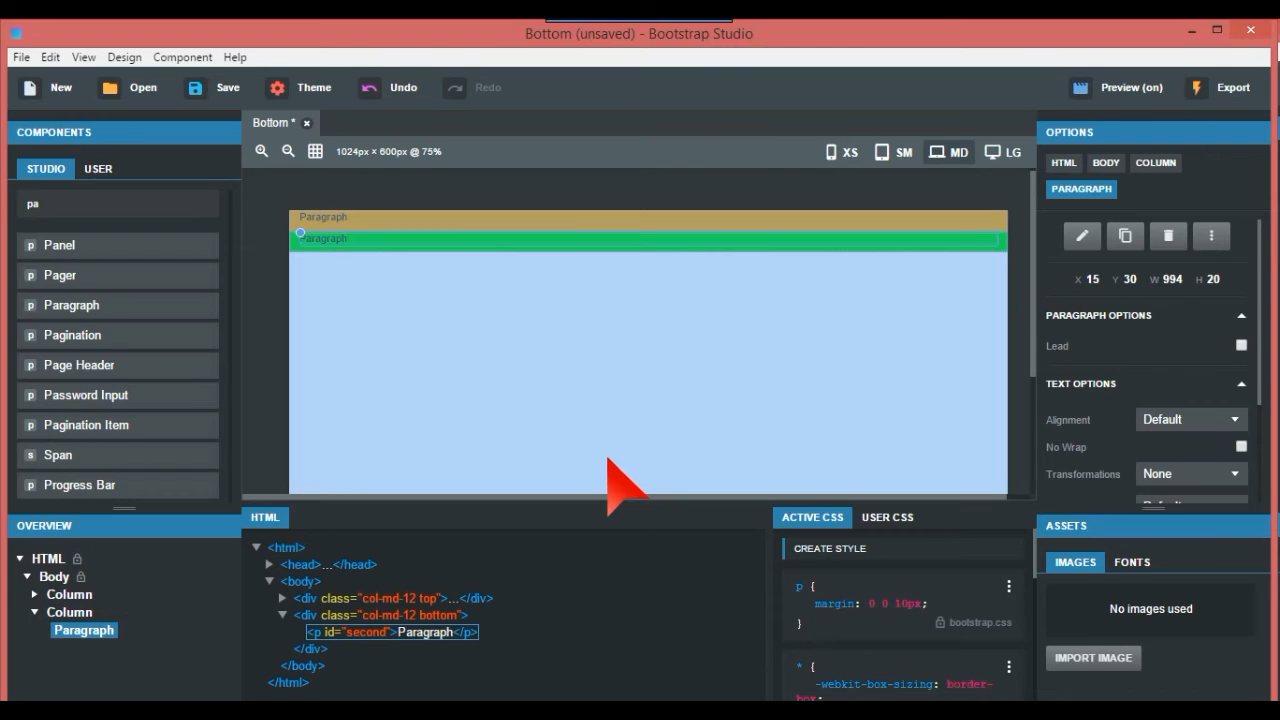 Bottom (unsaved) - Bootstrap Studio
File Edit View Design Component Help
New Open Save Theme Undo Redo Preview (on) Export
COMPONENTS
STUDIO USER
pa
p Panel
p Pager
p Paragraph
p Pagination
p Page Header
p Password Input
p Pagination Item
s Span
p Progress Bar
OVERVIEW
HTML
Body
Column
Column
Paragraph
Bottom *
1024px × 600px @ 75%
XS SM MD LG
Paragraph
Paragraph
HTML
<html>
<head>...</head>
<body>
<div class="col-md-12 top">...</div>
<div class="col-md-12 bottom">
<p id="second">Paragraph</p>
</div>
</body>
</html>
ACTIVE CSS USER CSS
CREATE STYLE
p {
margin: 0 0 10px;
} bootstrap.css
* {
-webkit-box-sizing: border-
box;
OPTIONS
HTML BODY COLUMN
PARAGRAPH
X 15 Y 30 W 994 H 20
PARAGRAPH OPTIONS
Lead
TEXT OPTIONS
Alignment Default
No Wrap
Transformations None
ASSETS
IMAGES FONTS
No images used
IMPORT IMAGE